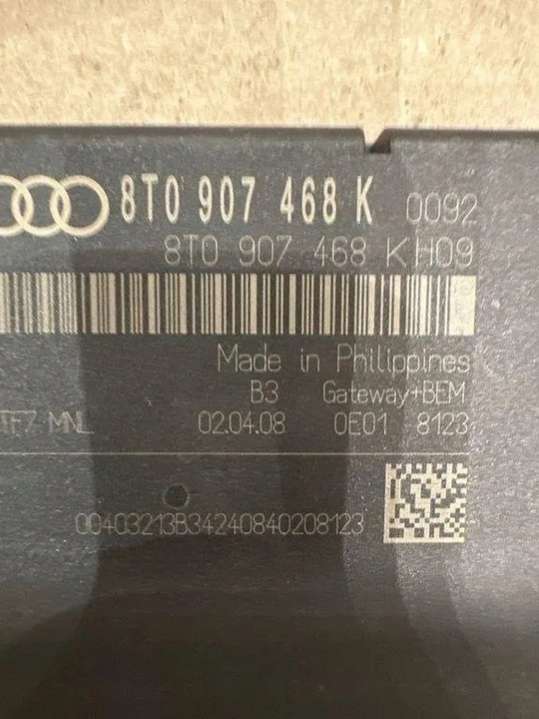 8T0 907 468 K 0092
8T0 907 468 K H09
Made in Philippines
B3 Gateway+BEM
TF7 MNL 02.04.08 0E01 8123
00403213B34240840208123